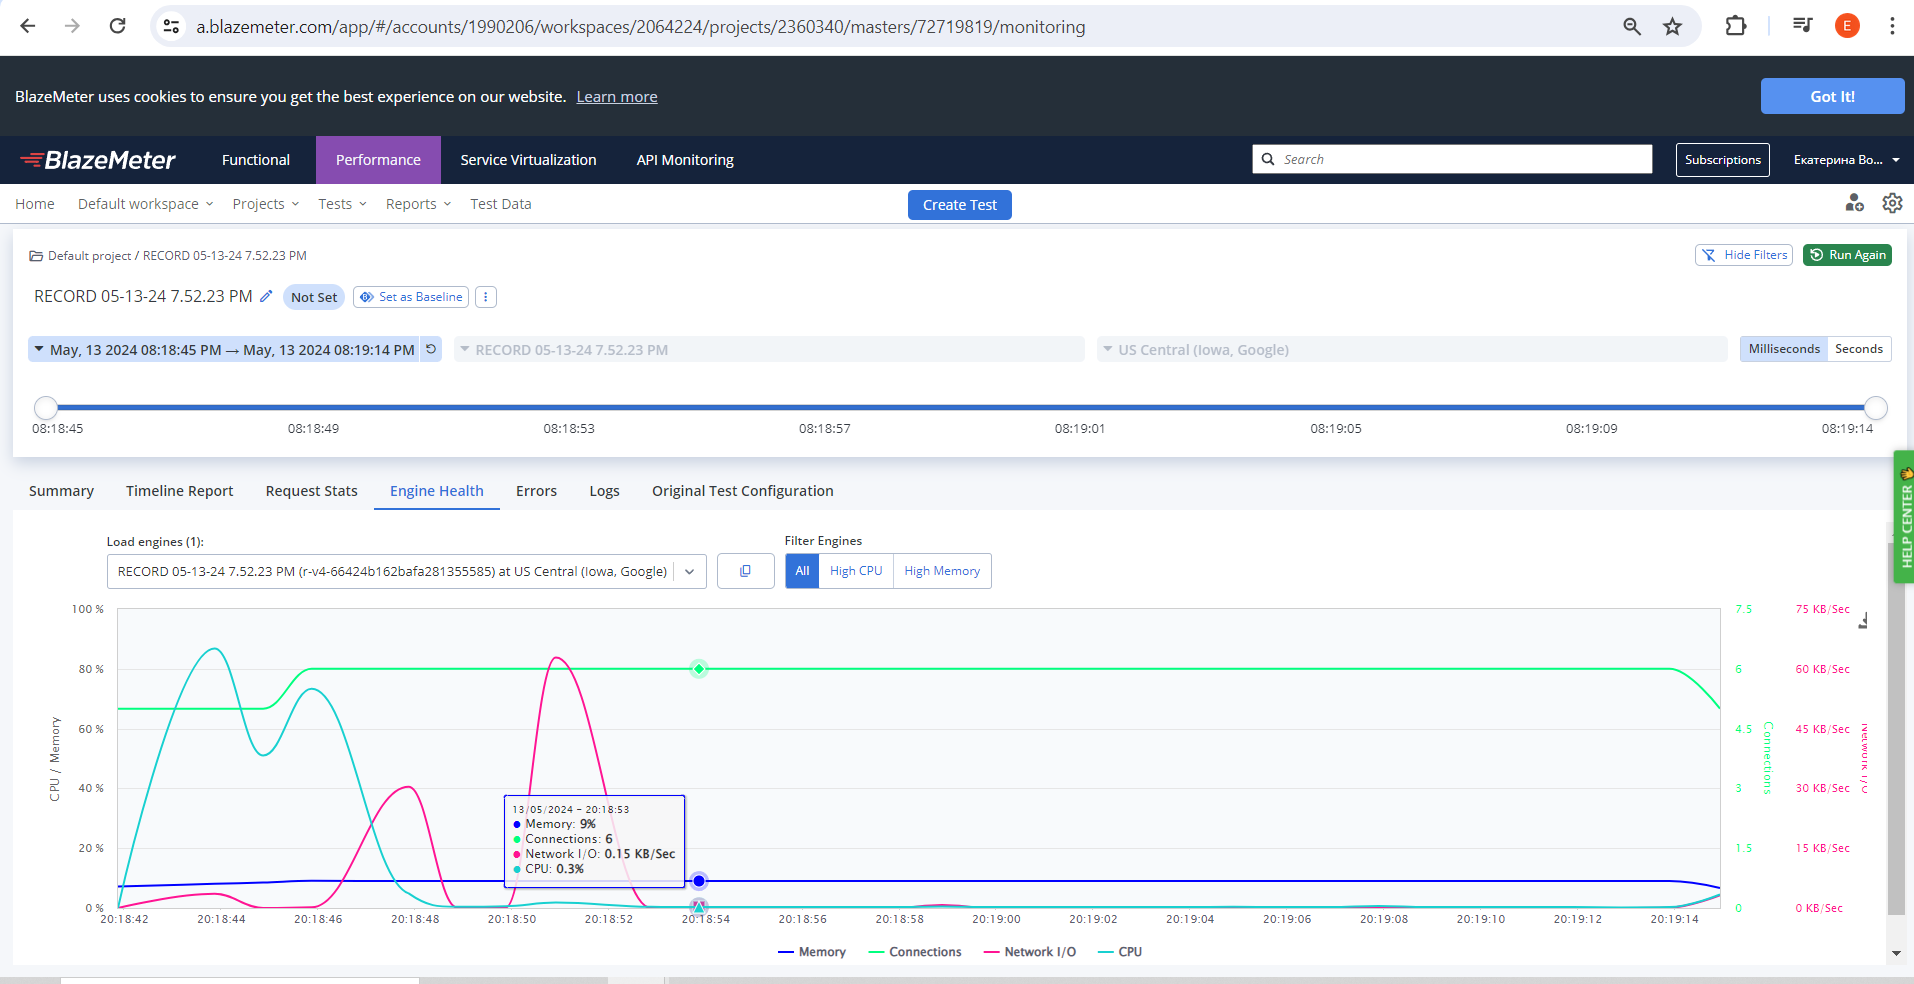 a.blazemeter.com/app/#/accounts/1990206/workspaces/2064224/projects/2360340/masters/72719819/monitoring
E
BlazeMeter uses cookies to ensure you get the best experience on our website. Learn more
Got It!
BlazeMeter Functional Performance Service Virtualization API Monitoring Search Subscriptions Екатерина Во...
Home Default workspace Projects Tests Reports Test Data Create Test
Default project / RECORD 05-13-24 7.52.23 PM Hide Filters Run Again
RECORD 05-13-24 7.52.23 PM Not Set Set as Baseline
May, 13 2024 08:18:45 PM → May, 13 2024 08:19:14 PM RECORD 05-13-24 7.52.23 PM US Central (Iowa, Google) Milliseconds Seconds
08:18:45 08:18:49 08:18:53 08:18:57 08:19:01 08:19:05 08:19:09 08:19:14
HELP CENTER
Summary Timeline Report Request Stats Engine Health Errors Logs Original Test Configuration
Load engines (1): Filter Engines
RECORD 05-13-24 7.52.23 PM (r-v4-66424b162bafa281355585) at US Central (Iowa, Google) All High CPU High Memory
100 % 7.5 75 KB/Sec
80 % 6 60 KB/Sec
60 % 4.5 45 KB/Sec
40 % 3 30 KB/Sec
20 % 1.5 15 KB/Sec
0 % 0 0 KB/Sec
CPU / Memory
Connections
Network I/O
13/05/2024 - 20:18:53
Memory: 9%
Connections: 6
Network I/O: 0.15 KB/Sec
CPU: 0.3%
20:18:42 20:18:44 20:18:46 20:18:48 20:18:50 20:18:52 20:18:54 20:18:56 20:18:58 20:19:00 20:19:02 20:19:04 20:19:06 20:19:08 20:19:10 20:19:12 20:19:14
Memory Connections Network I/O CPU